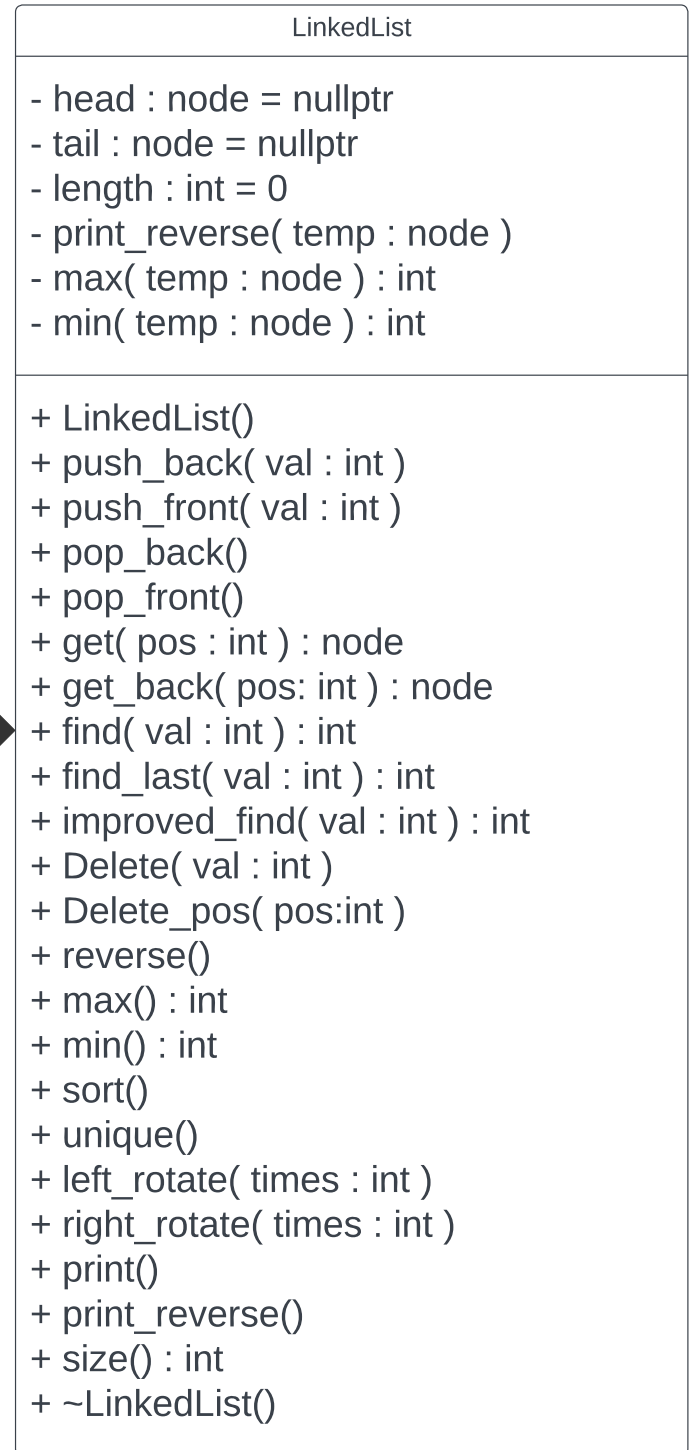 LinkedList
- head : node = nullptr
- tail : node = nullptr
- length : int = 0
- print_reverse( temp : node )
- max( temp : node ) : int
- min( temp : node ) : int
+ LinkedList()
+ push_back( val : int )
+ push_front( val : int )
+ pop_back()
+ pop_front()
+ get( pos : int ) : node
+ get_back( pos: int ) : node
+ find( val : int ) : int
+ find_last( val : int ) : int
+ improved_find( val : int ) : int
+ Delete( val : int )
+ Delete_pos( pos:int )
+ reverse()
+ max() : int
+ min() : int
+ sort()
+ unique()
+ left_rotate( times : int )
+ right_rotate( times : int )
+ print()
+ print_reverse()
+ size() : int
+ ~LinkedList()